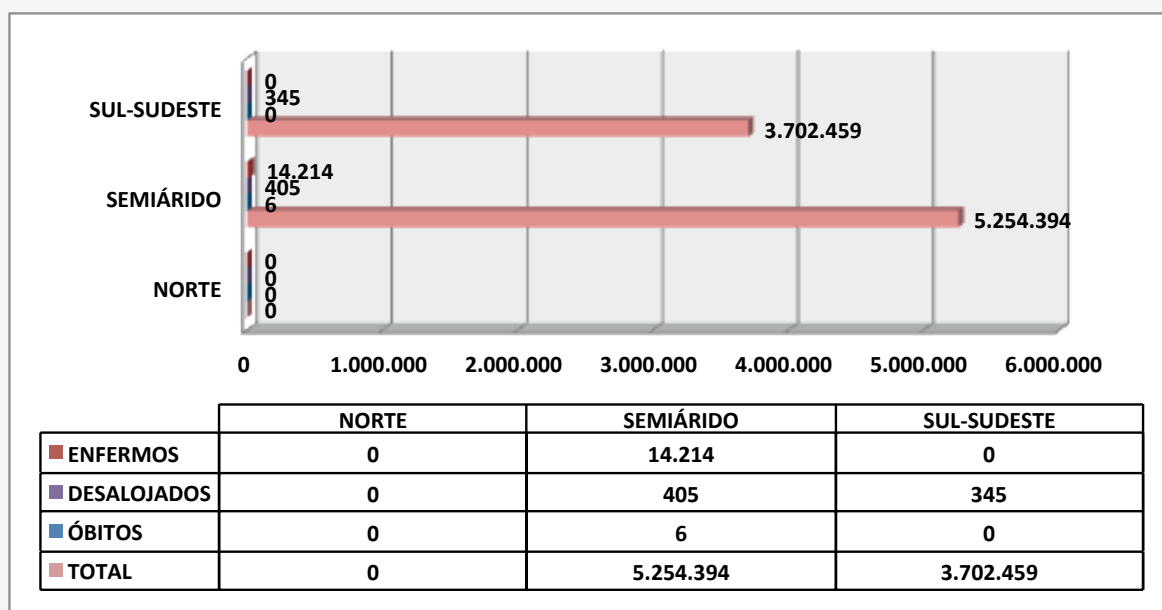 0
345
SUL-SUDESTE
0
3.702.459
14.214
405
SEMIÁRIDO
6
5.254.394
0
0
NORTE
0
0
0 1.000.000 2.000.000 3.000.000 4.000.000 5.000.000 6.000.000
NORTE SEMIÁRIDO SUL-SUDESTE
ENFERMOS 0 14.214 0
DESALOJADOS 0 405 345
ÓBITOS 0 6 0
TOTAL 0 5.254.394 3.702.459